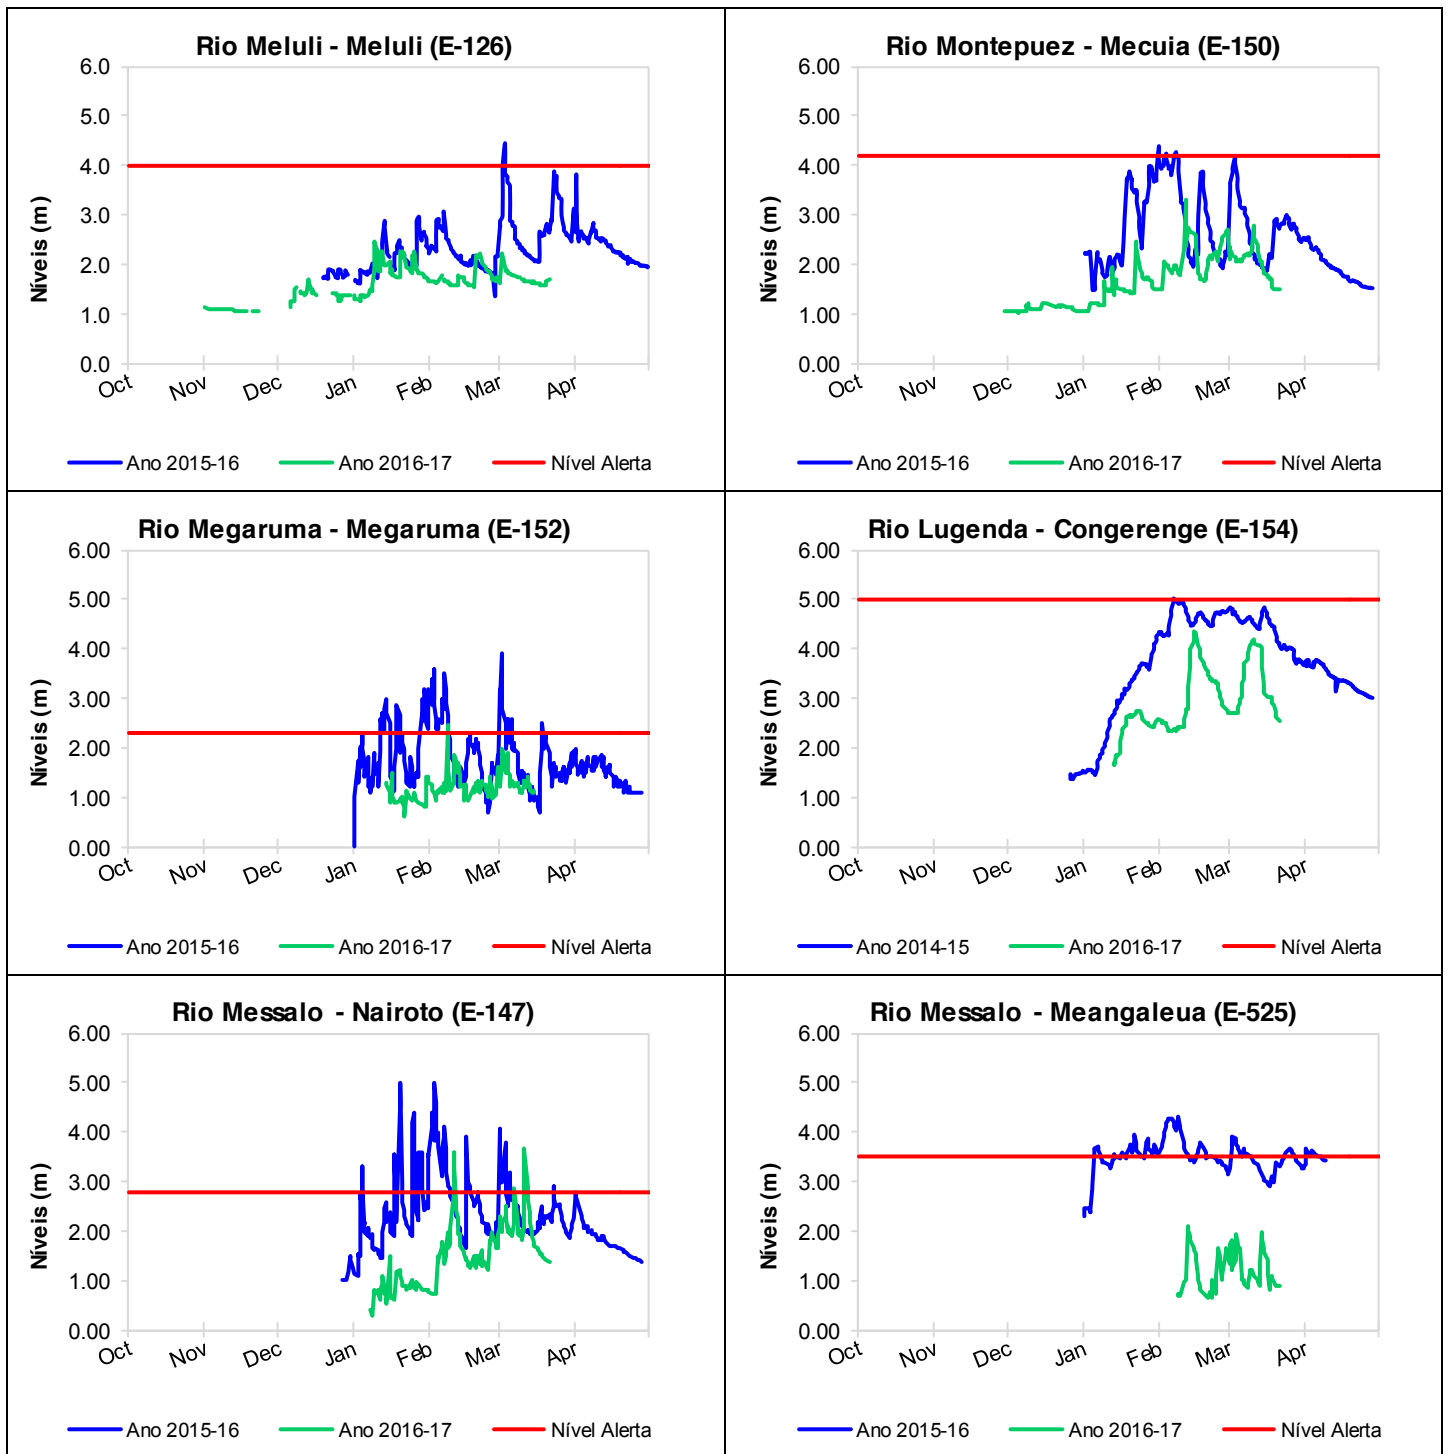 Rio Meluli - Meluli (E-126)
6.0
5.0
4.0
3.0
2.0
1.0
0.0
Níveis (m)
Oct Nov Dec Jan Feb Mar Apr
Ano 2015-16 Ano 2016-17 Nível Alerta
Rio Montepuez - Mecuia (E-150)
6.00
5.00
4.00
3.00
2.00
1.00
0.00
Níveis (m)
Oct Nov Dec Jan Feb Mar Apr
Ano 2015-16 Ano 2016-17 Nível Alerta
Rio Megaruma - Megaruma (E-152)
6.00
5.00
4.00
3.00
2.00
1.00
0.00
Níveis (m)
Oct Nov Dec Jan Feb Mar Apr
Ano 2015-16 Ano 2016-17 Nível Alerta
Rio Lugenda - Congerenge (E-154)
6.00
5.00
4.00
3.00
2.00
1.00
0.00
Níveis (m)
Oct Nov Dec Jan Feb Mar Apr
Ano 2014-15 Ano 2016-17 Nível Alerta
Rio Messalo - Nairoto (E-147)
6.00
5.00
4.00
3.00
2.00
1.00
0.00
Níveis (m)
Oct Nov Dec Jan Feb Mar Apr
Ano 2015-16 Ano 2016-17 Nível Alerta
Rio Messalo - Meangaleua (E-525)
6.00
5.00
4.00
3.00
2.00
1.00
0.00
Níveis (m)
Oct Nov Dec Jan Feb Mar Apr
Ano 2015-16 Ano 2016-17 Nível Alerta